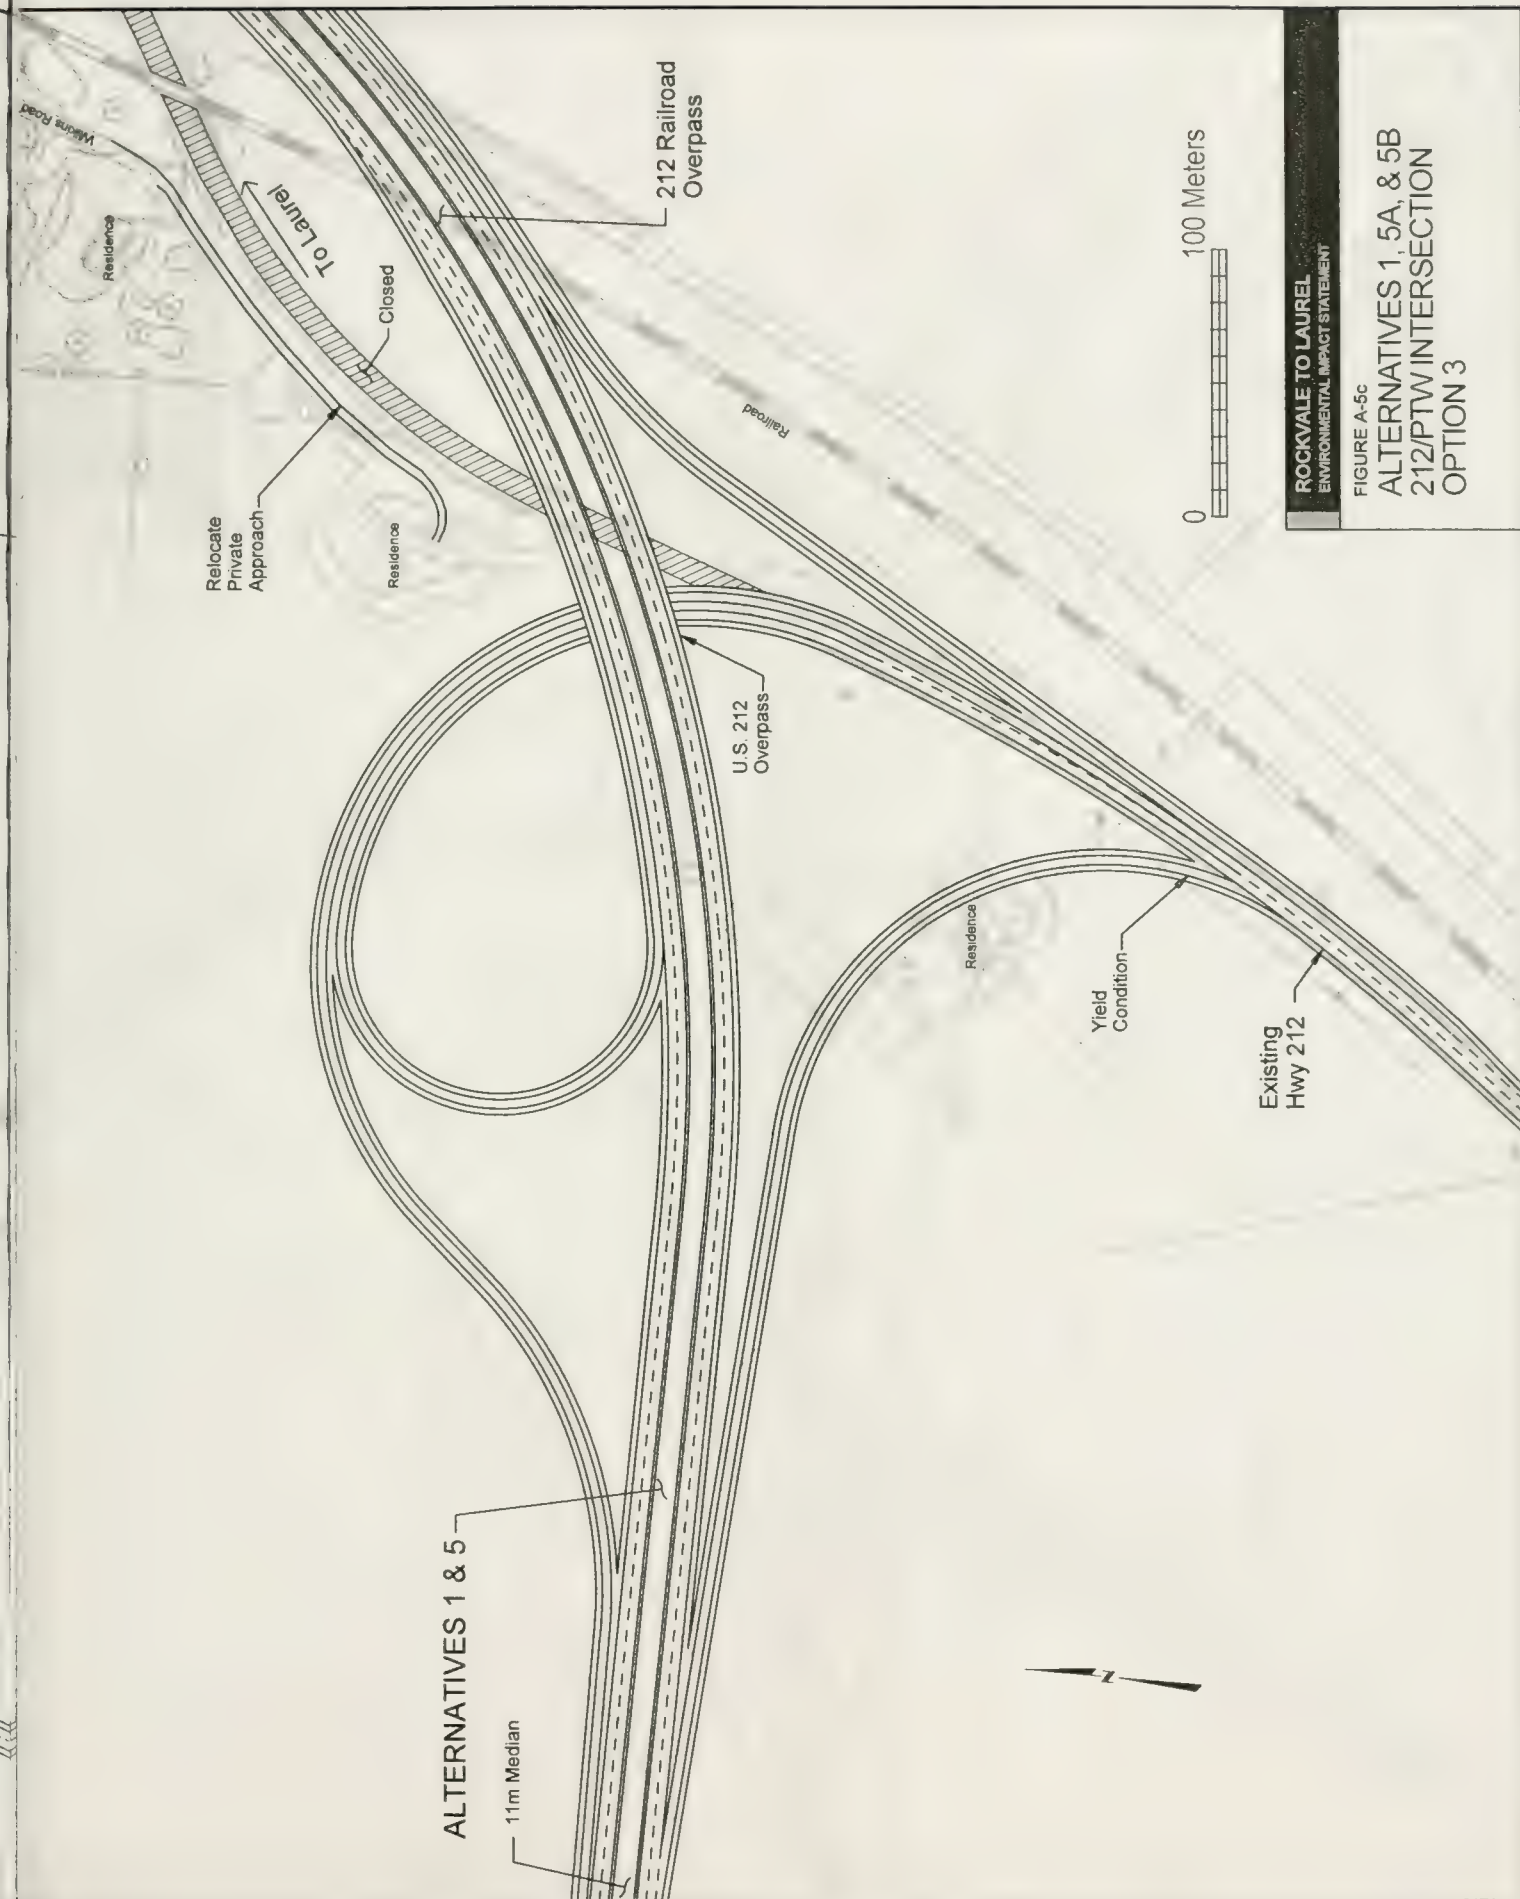 Wilkins Road
Residence
To Laurel
Closed
Relocate
Private
Approach
Residence
212 Railroad
Overpass
Railroad
U.S. 212
Overpass
Residence
Yield
Condition
Existing
Hwy 212
ALTERNATIVES 1 & 5
11m Median
N
0
100 Meters
ROCKVALE TO LAUREL
ENVIRONMENTAL IMPACT STATEMENT
FIGURE A-5c
ALTERNATIVES 1, 5A, & 5B
212/PTW INTERSECTION
OPTION 3